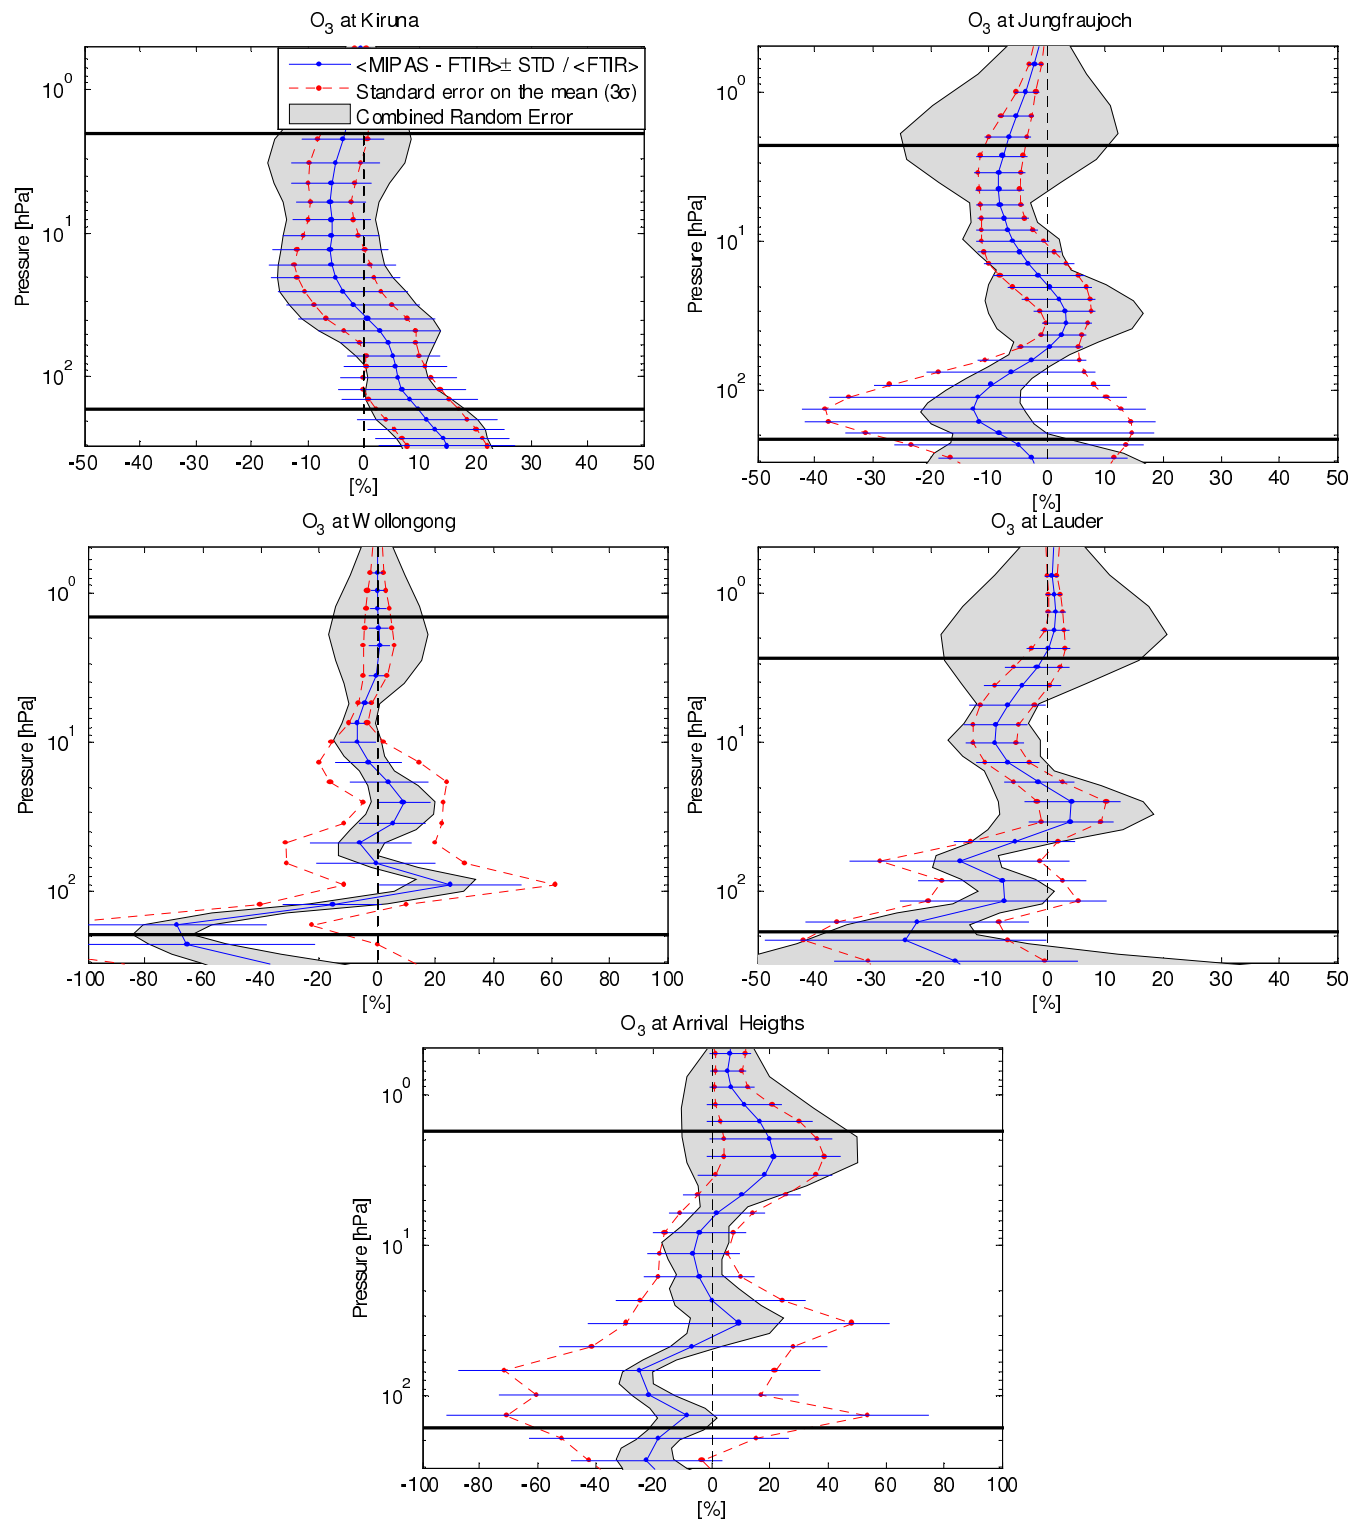 O3 at Kiruna
<MIPAS - FTIR>± STD / <FTIR>
Standard error on the mean (3σ)
Combined Random Error
Pressure [hPa]
10^0
10^1
10^2
-50 -40 -30 -20 -10 0 10 20 30 40 50
[%]
O3 at Jungfraujoch
Pressure [hPa]
10^0
10^1
10^2
-50 -40 -30 -20 -10 0 10 20 30 40 50
[%]
O3 at Wollongong
Pressure [hPa]
10^0
10^1
10^2
-100 -80 -60 -40 -20 0 20 40 60 80 100
[%]
O3 at Lauder
Pressure [hPa]
10^0
10^1
10^2
-50 -40 -30 -20 -10 0 10 20 30 40 50
[%]
O3 at Arrival Heigths
Pressure [hPa]
10^0
10^1
10^2
-100 -80 -60 -40 -20 0 20 40 60 80 100
[%]